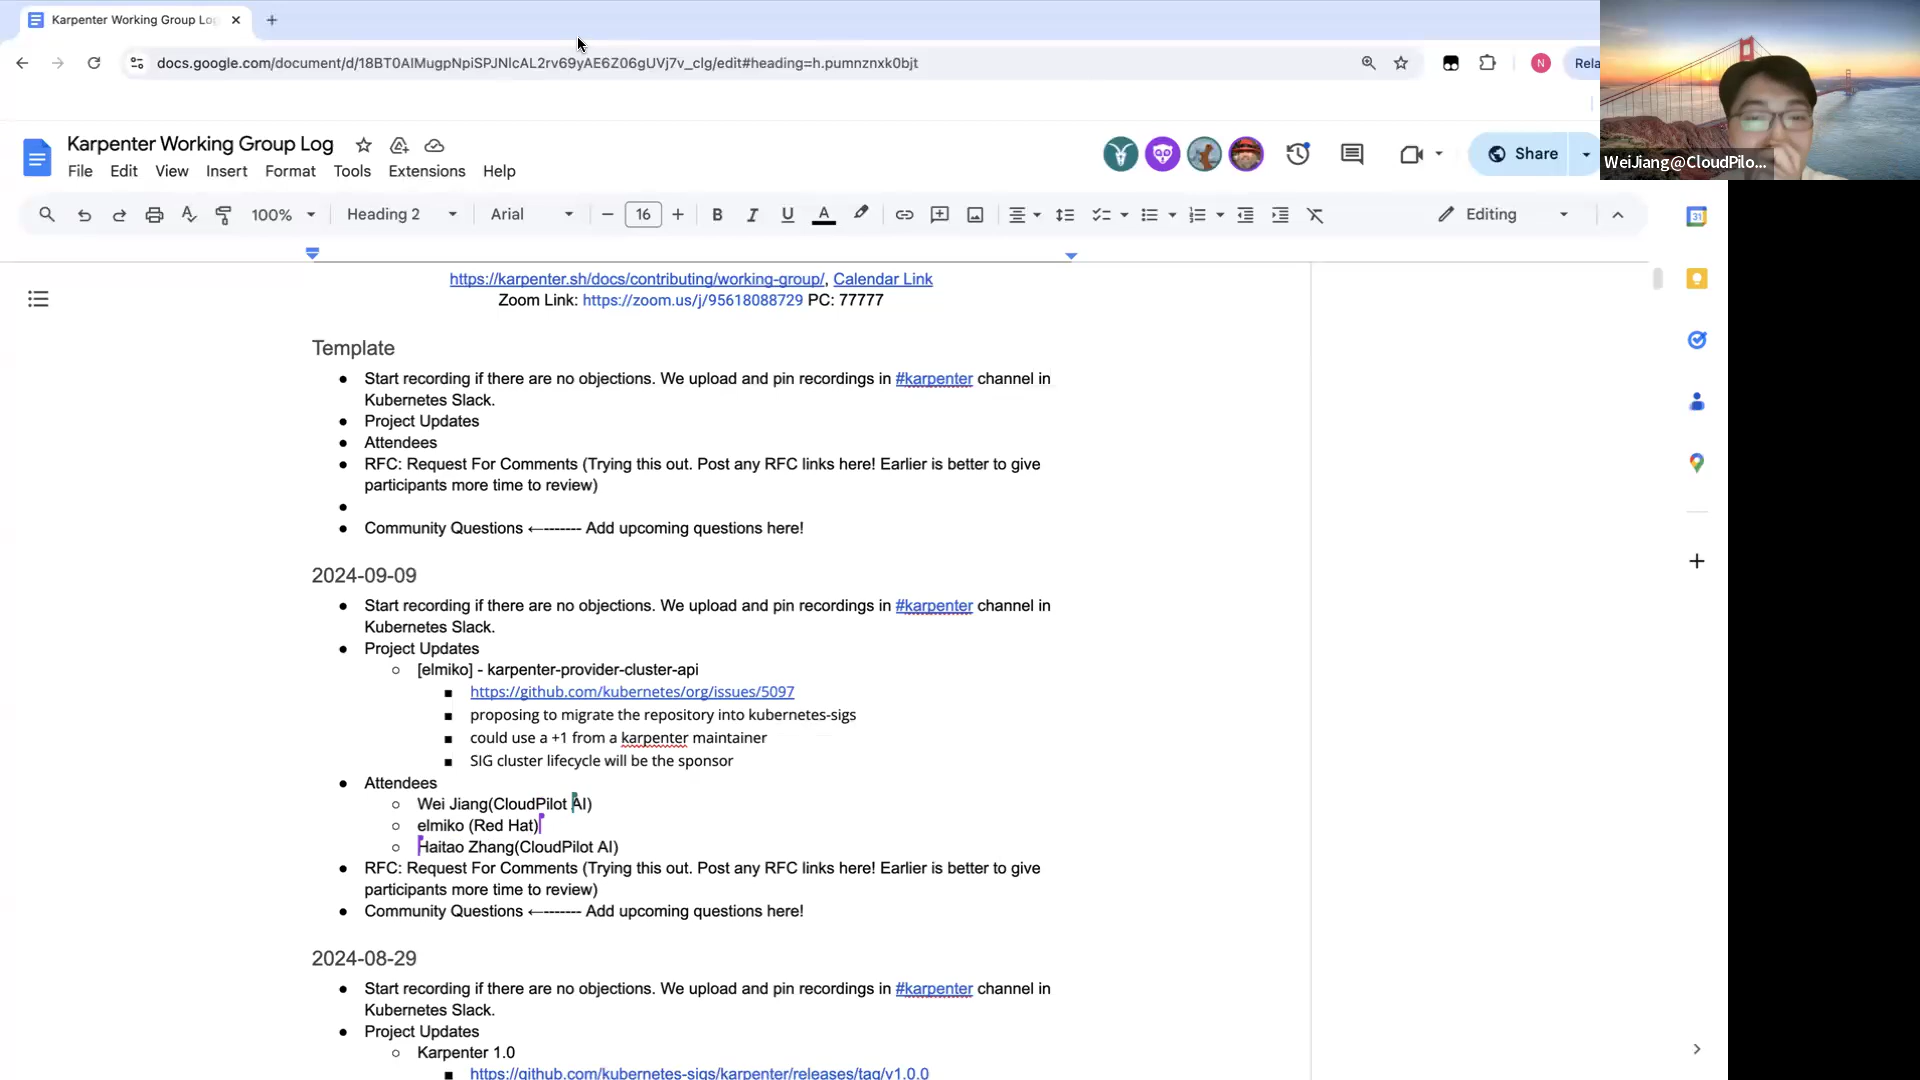 Karpenter Working Group Lo
docs.google.com/document/d/18BT0AIMugpNpiSPJNlcAL2rv69yAE6Z06gUVj7v_clg/edit#heading=h.pumnznxk0bjt
N
Rela
WeiJiang@CloudPilo...
Karpenter Working Group Log
File Edit View Insert Format Tools Extensions Help
Share
100% Heading 2 Arial 16 B I U A Editing
31
https://karpenter.sh/docs/contributing/working-group/, Calendar Link
Zoom Link: https://zoom.us/j/95618088729 PC: 77777
Template
● Start recording if there are no objections. We upload and pin recordings in #karpenter channel in
Kubernetes Slack.
● Project Updates
● Attendees
● RFC: Request For Comments (Trying this out. Post any RFC links here! Earlier is better to give
participants more time to review)
●
● Community Questions ←------- Add upcoming questions here!
2024-09-09
● Start recording if there are no objections. We upload and pin recordings in #karpenter channel in
Kubernetes Slack.
● Project Updates
○ [elmiko] - karpenter-provider-cluster-api
■ https://github.com/kubernetes/org/issues/5097
■ proposing to migrate the repository into kubernetes-sigs
■ could use a +1 from a karpenter maintainer
■ SIG cluster lifecycle will be the sponsor
● Attendees
○ Wei Jiang(CloudPilot AI)
○ elmiko (Red Hat)
○ Haitao Zhang(CloudPilot AI)
● RFC: Request For Comments (Trying this out. Post any RFC links here! Earlier is better to give
participants more time to review)
● Community Questions ←------- Add upcoming questions here!
2024-08-29
● Start recording if there are no objections. We upload and pin recordings in #karpenter channel in
Kubernetes Slack.
● Project Updates
○ Karpenter 1.0
■ https://github.com/kubernetes-sigs/karpenter/releases/tag/v1.0.0